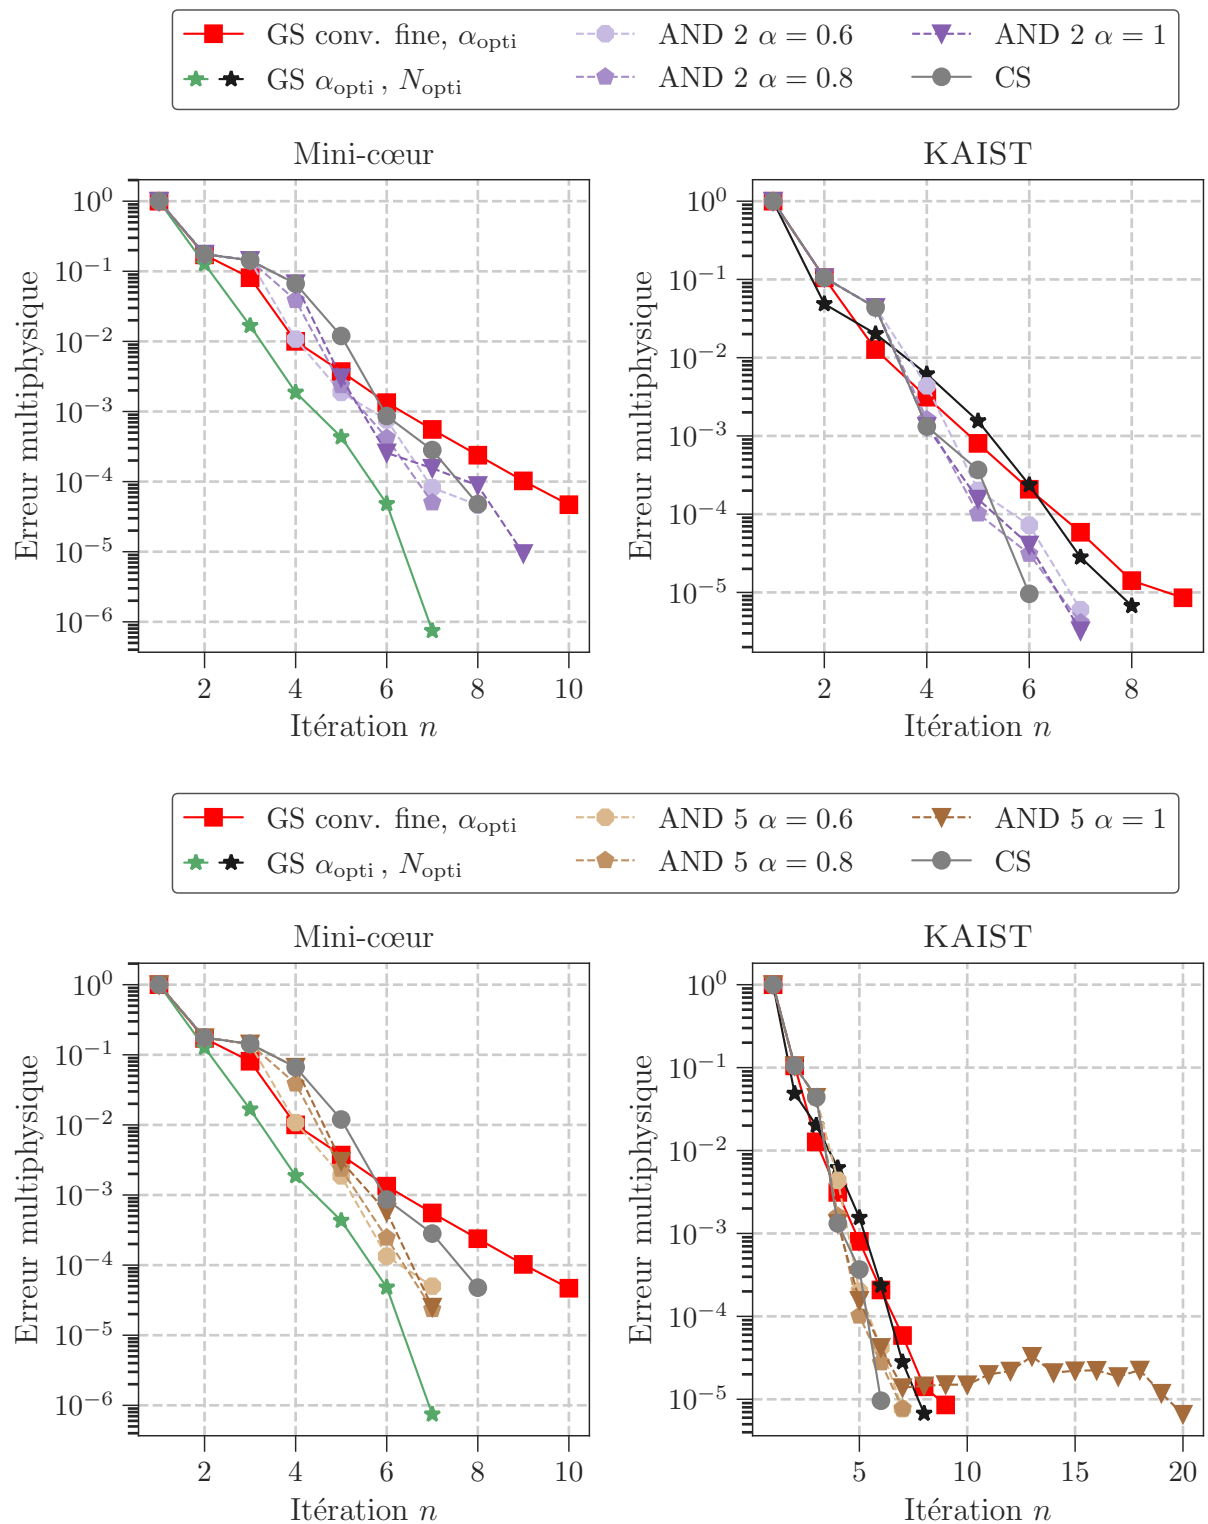 GS conv. fine, α_opti
GS α_opti , N_opti
AND 2 α = 0.6
AND 2 α = 0.8
AND 2 α = 1
CS
Mini-cœur
Erreur multiphysique
10^0
10^−1
10^−2
10^−3
10^−4
10^−5
10^−6
2 4 6 8 10
Itération n
KAIST
Erreur multiphysique
10^0
10^−1
10^−2
10^−3
10^−4
10^−5
2 4 6 8
Itération n
GS conv. fine, α_opti
GS α_opti , N_opti
AND 5 α = 0.6
AND 5 α = 0.8
AND 5 α = 1
CS
Mini-cœur
Erreur multiphysique
10^0
10^−1
10^−2
10^−3
10^−4
10^−5
10^−6
2 4 6 8 10
Itération n
KAIST
Erreur multiphysique
10^0
10^−1
10^−2
10^−3
10^−4
10^−5
5 10 15 20
Itération n